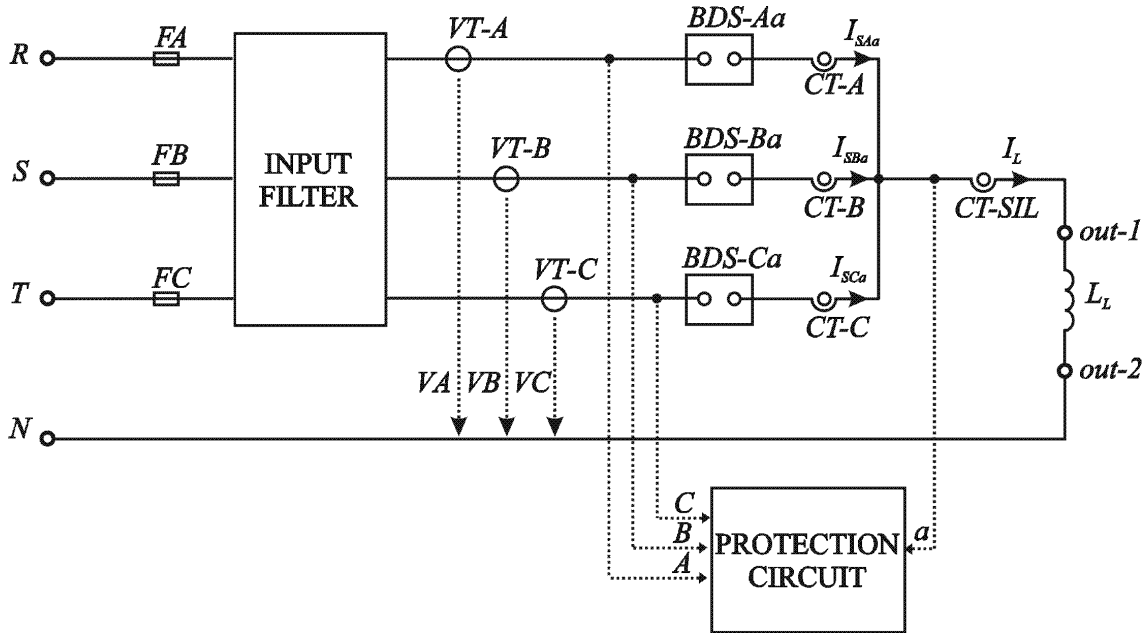 R
FA
VT-A
BDS-Aa
I_SAa
CT-A
S
FB
INPUT
FILTER
VT-B
BDS-Ba
I_SBa
CT-B
I_L
CT-SIL
out-1
T
FC
VT-C
BDS-Ca
I_SCa
CT-C
L_L
out-2
VA
VB
VC
N
C
B
A
PROTECTION
CIRCUIT
a